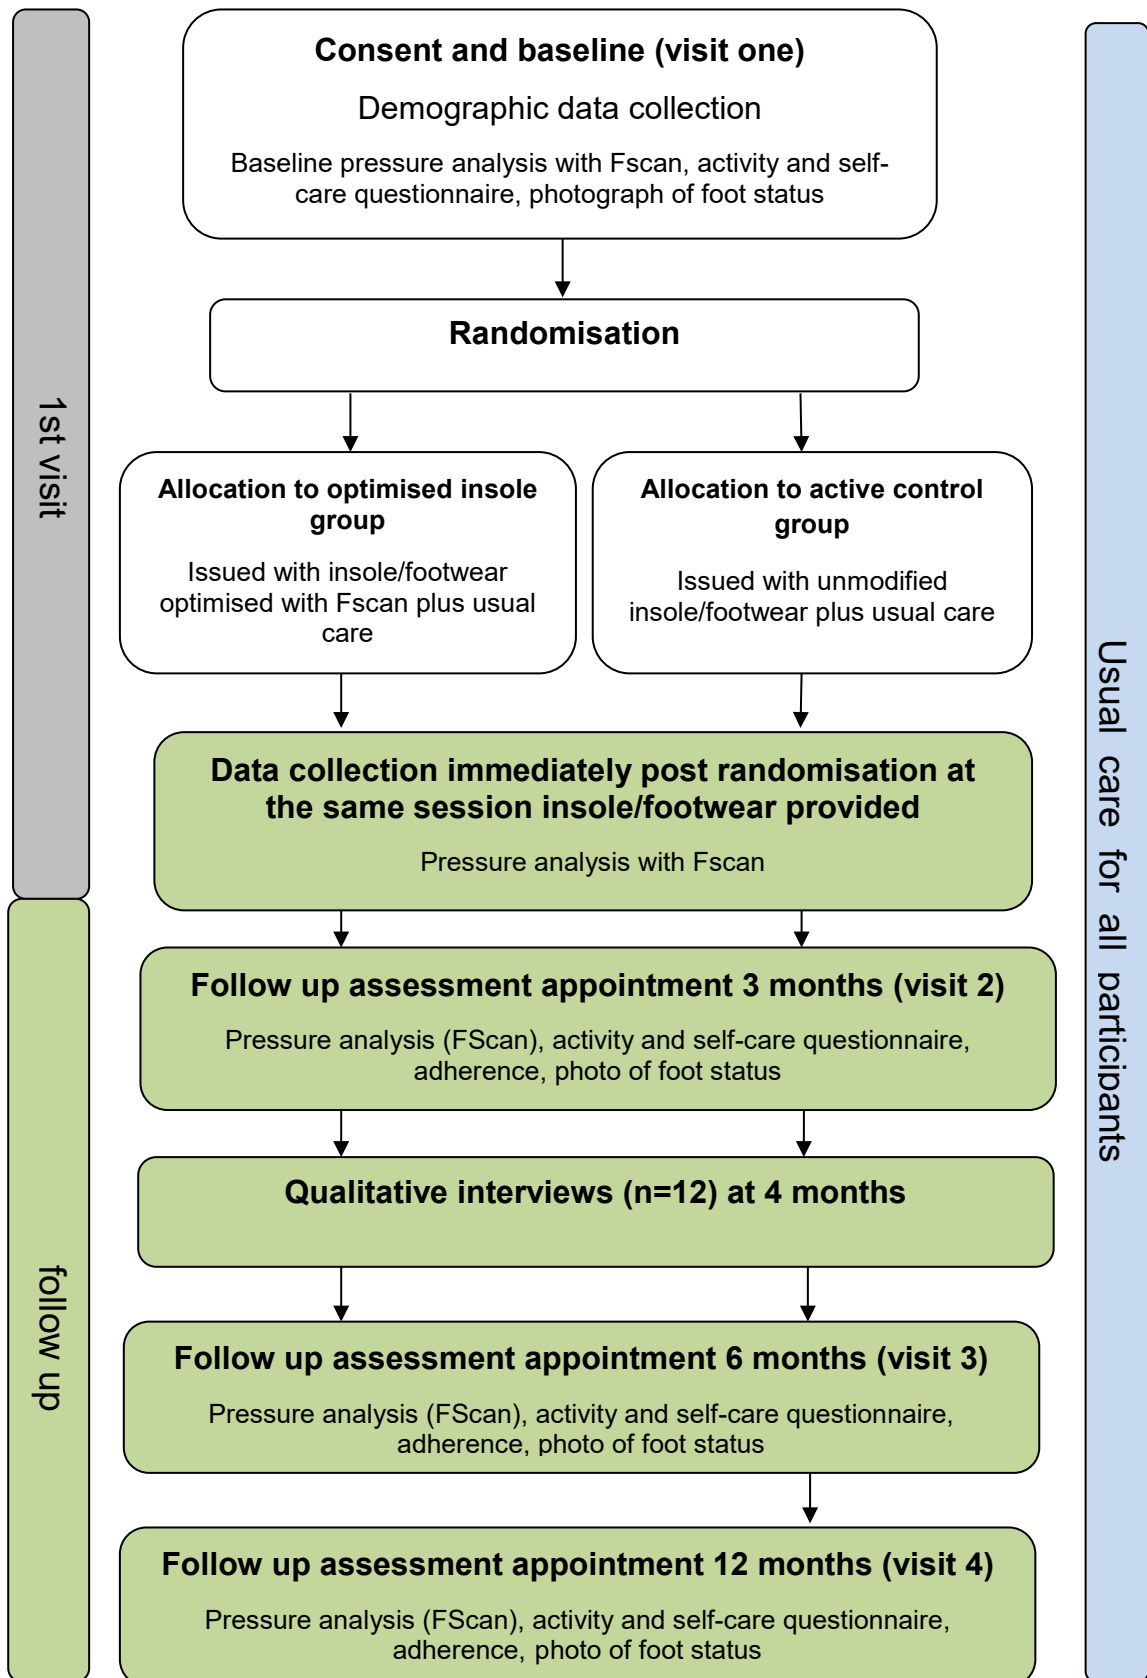 Consent and baseline (visit one)
Demographic data collection
Baseline pressure analysis with Fscan, activity and self-
care questionnaire, photograph of foot status
Randomisation
1st visit
Allocation to optimised insole
group
Issued with insole/footwear
optimised with Fscan plus usual
care
Allocation to active control
group
Issued with unmodified
insole/footwear plus usual care
Usual care for all participants
Data collection immediately post randomisation at
the same session insole/footwear provided
Pressure analysis with Fscan
Follow up assessment appointment 3 months (visit 2)
Pressure analysis (FScan), activity and self-care questionnaire,
adherence, photo of foot status
Qualitative interviews (n=12) at 4 months
follow up
Follow up assessment appointment 6 months (visit 3)
Pressure analysis (FScan), activity and self-care questionnaire,
adherence, photo of foot status
Follow up assessment appointment 12 months (visit 4)
Pressure analysis (FScan), activity and self-care questionnaire,
adherence, photo of foot status